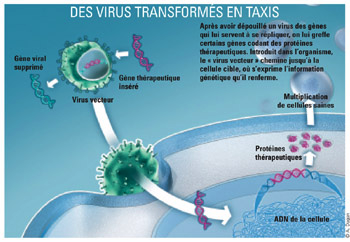 DES VIRUS TRANSFORMÉS EN TAXIS
Après avoir dépouillé un virus des gènes
qui lui servent à se répliquer, on lui greffe
certains gènes codant des protéines
thérapeutiques. Introduit dans l'organisme,
le « virus vecteur » chemine jusqu'à la
cellule cible, où s'exprime l'information
génétique qu'il renferme.
Gène viral
supprimé
Gène thérapeutique
inséré
Virus vecteur
Multiplication
de cellules saines
Protéines
thérapeutiques
ADN de la cellule